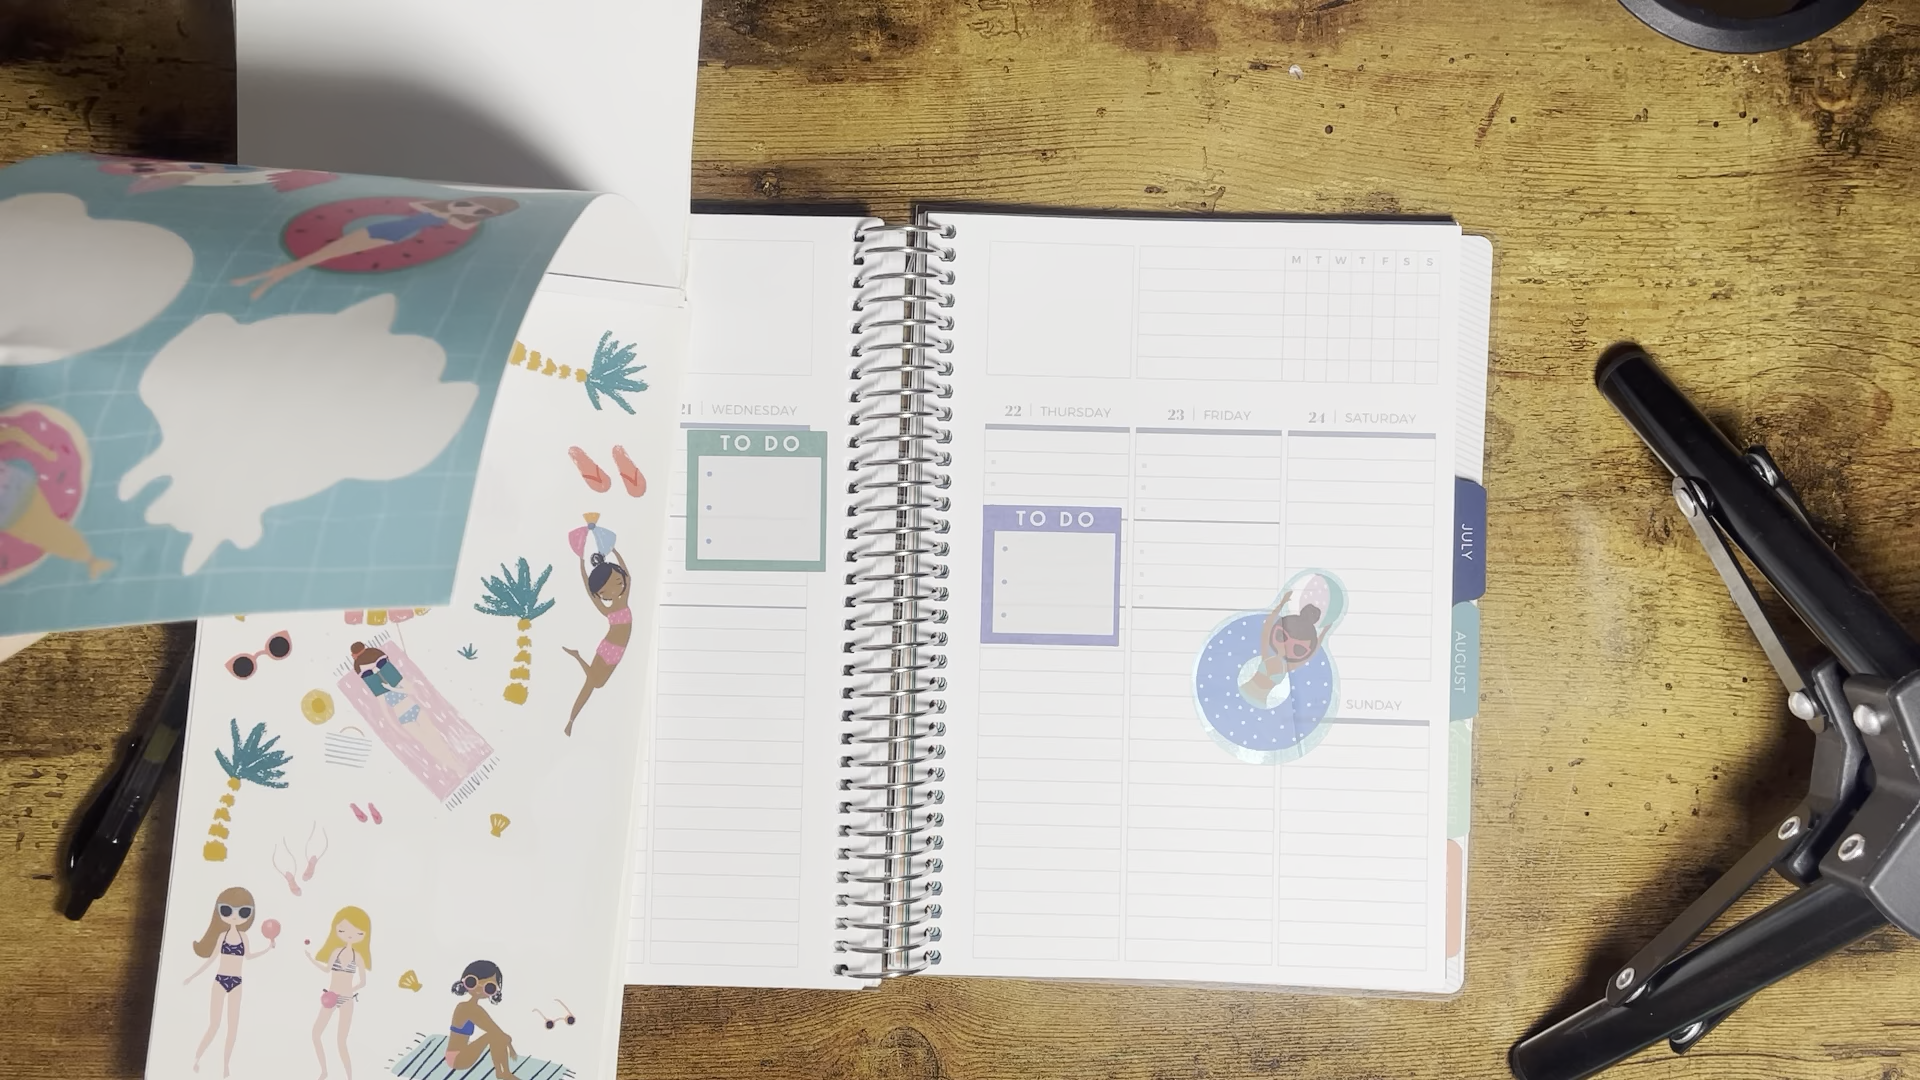 M T W T F S S
21 | WEDNESDAY
22 | THURSDAY
23 | FRIDAY
24 | SATURDAY
TO DO
TO DO
SUNDAY
JULY
AUGUST